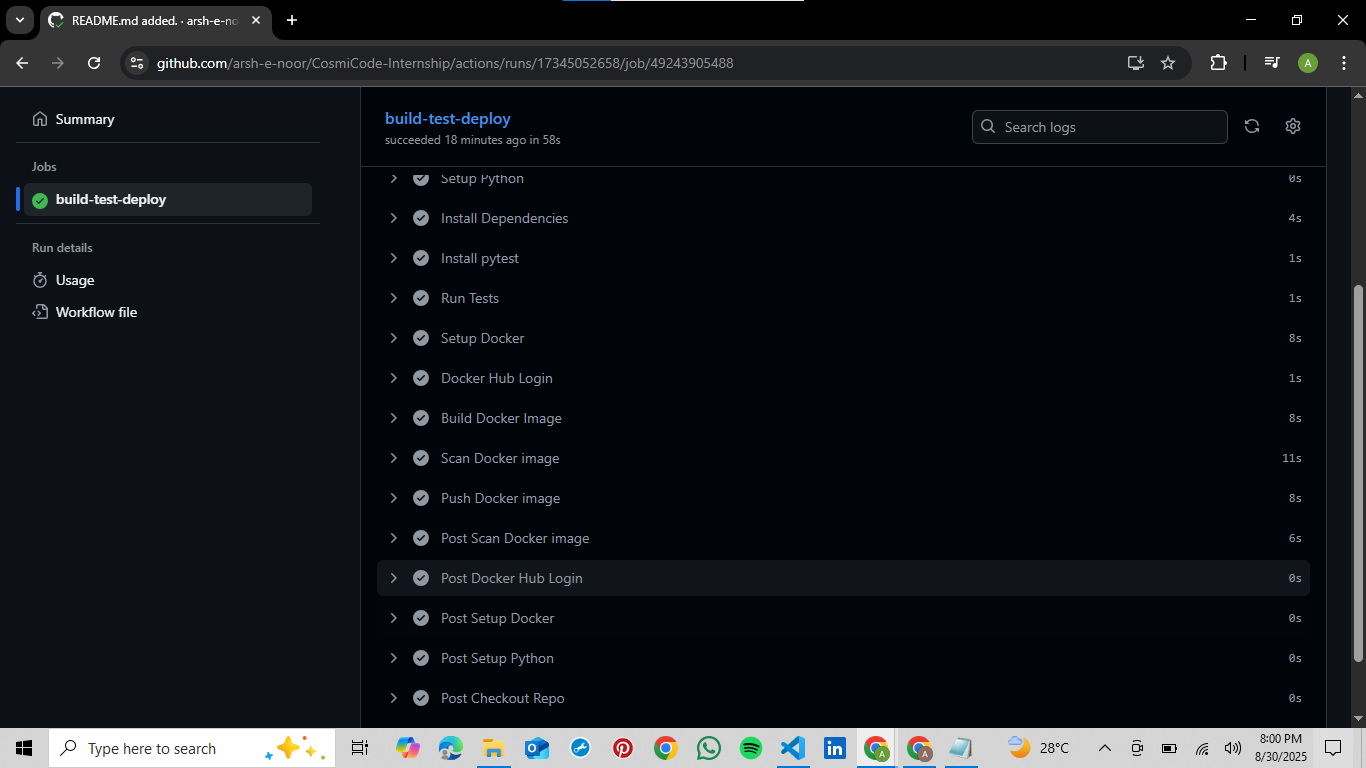 README.md added. · arsh-e-no
github.com/arsh-e-noor/CosmiCode-Internship/actions/runs/17345052658/job/49243905488
A
Summary
Jobs
build-test-deploy
Run details
Usage
Workflow file
build-test-deploy
succeeded 18 minutes ago in 58s
Search logs
Setup Python 0s
Install Dependencies 4s
Install pytest 1s
Run Tests 1s
Setup Docker 8s
Docker Hub Login 1s
Build Docker Image 8s
Scan Docker image 11s
Push Docker image 8s
Post Scan Docker image 6s
Post Docker Hub Login 0s
Post Setup Docker 0s
Post Setup Python 0s
Post Checkout Repo 0s
Type here to search
in
A
A
28°C
8:00 PM
8/30/2025